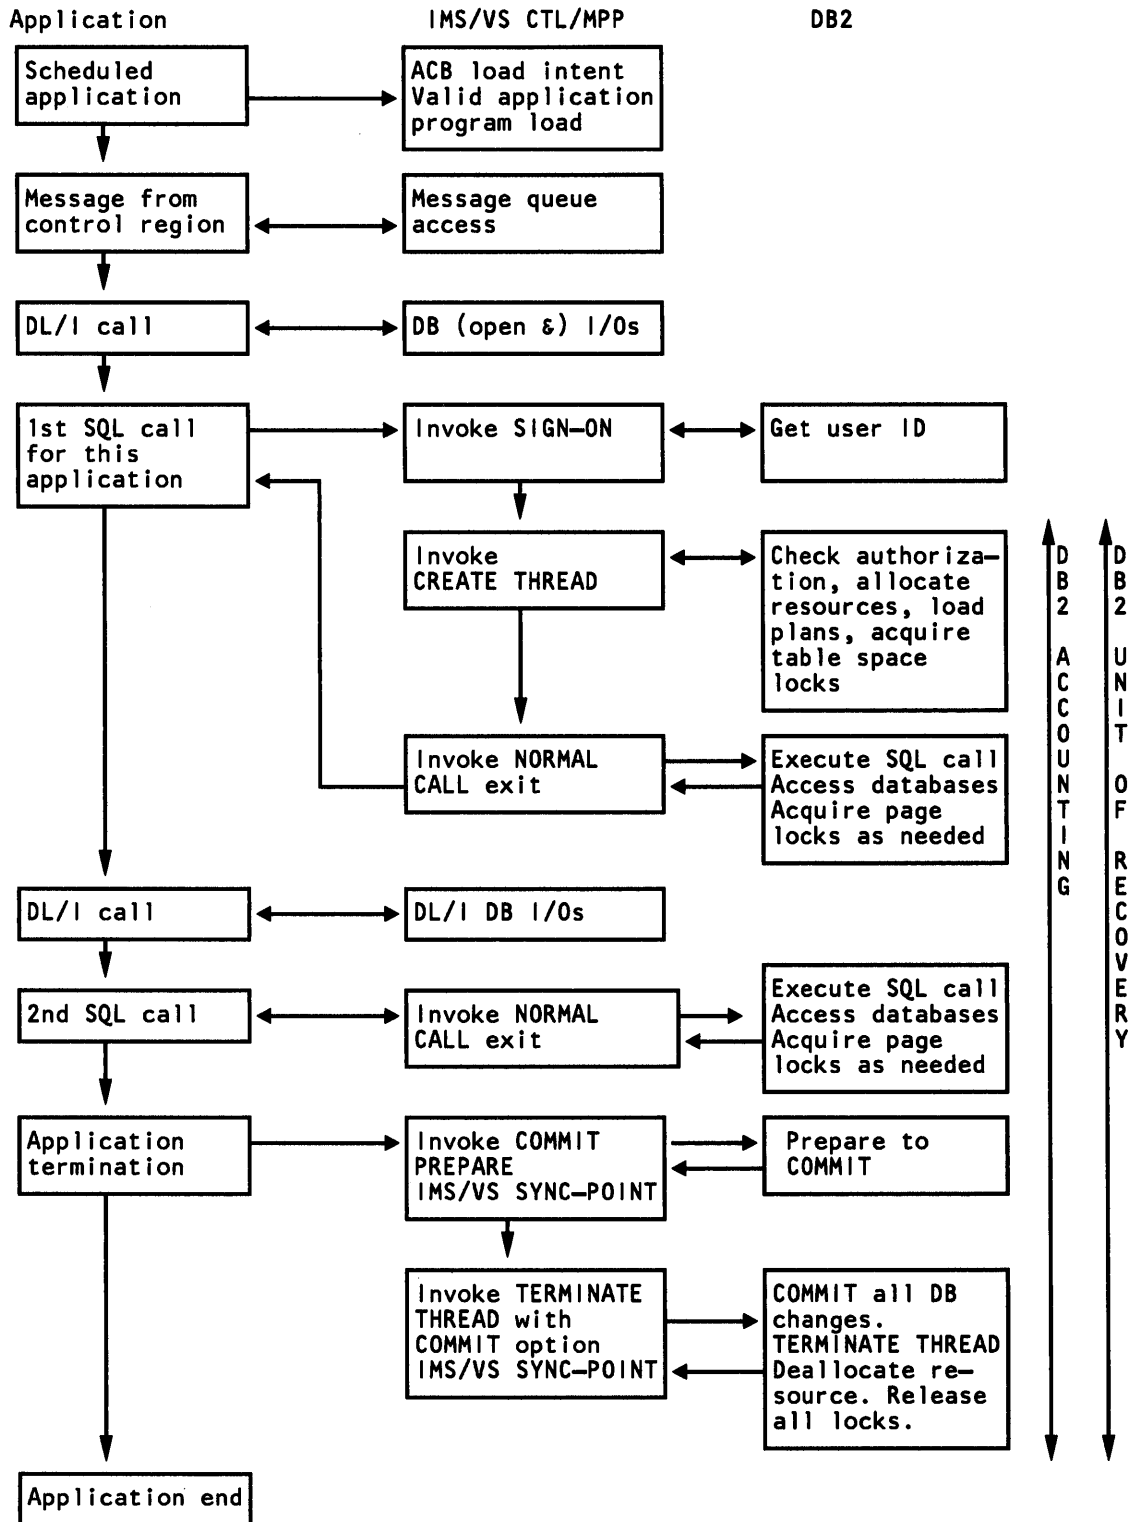 Application
IMS/VS CTL/MPP
DB2
Scheduled
application
ACB load intent
Valid application
program load
Message from
control region
Message queue
access
DL/I call
DB (open &) I/Os
1st SQL call
for this
application
Invoke SIGN-ON
Get user ID
Invoke
CREATE THREAD
Check authoriza-
tion, allocate
resources, load
plans, acquire
table space
locks
Invoke NORMAL
CALL exit
Execute SQL call
Access databases
Acquire page
locks as needed
DL/I call
DL/I DB I/Os
2nd SQL call
Invoke NORMAL
CALL exit
Execute SQL call
Access databases
Acquire page
locks as needed
Application
termination
Invoke COMMIT
PREPARE
IMS/VS SYNC-POINT
Prepare to
COMMIT
Invoke TERMINATE
THREAD with
COMMIT option
IMS/VS SYNC-POINT
COMMIT all DB
changes.
TERMINATE THREAD
Deallocate re-
source. Release
all locks.
Application end
DB2 ACCOUNTING
DB2 UNIT OF RECOVERY